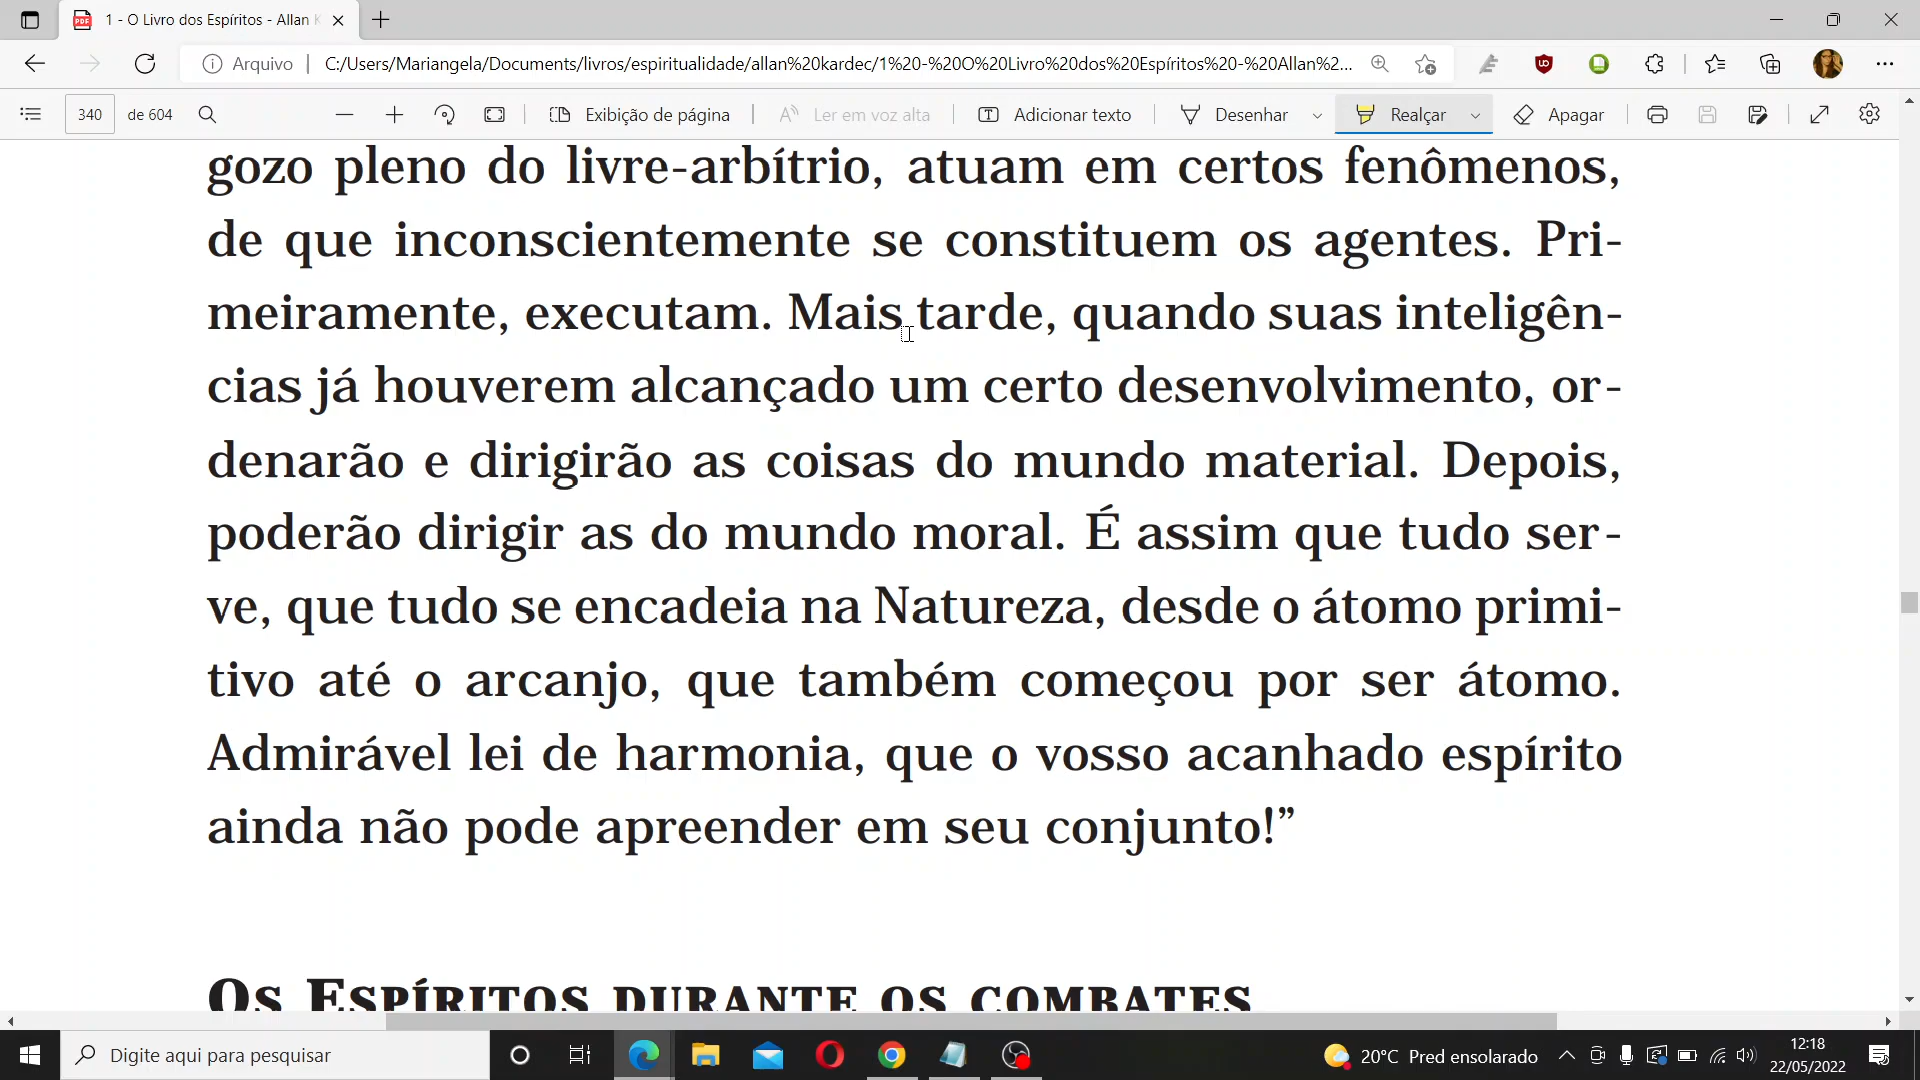 1 - O Livro dos Espíritos - Allan K
Arquivo
C:/Users/Mariangela/Documents/livros/espiritualidade/allan%20kardec/1%20-%20O%20Livro%20dos%20Espíritos%20-%20Allan%2...
340 de 604
Exibição de página
Ler em voz alta
Adicionar texto
Desenhar
Realçar
Apagar
gozo pleno do livre-arbítrio, atuam em certos fenômenos,
de que inconscientemente se constituem os agentes. Pri-
meiramente, executam. Mais tarde, quando suas inteligên-
cias já houverem alcançado um certo desenvolvimento, or-
denarão e dirigirão as coisas do mundo material. Depois,
poderão dirigir as do mundo moral. É assim que tudo ser-
ve, que tudo se encadeia na Natureza, desde o átomo primi-
tivo até o arcanjo, que também começou por ser átomo.
Admirável lei de harmonia, que o vosso acanhado espírito
ainda não pode apreender em seu conjunto!”
OS ESPÍRITOS DURANTE OS COMBATES
Digite aqui para pesquisar
20°C Pred ensolarado
12:18
22/05/2022